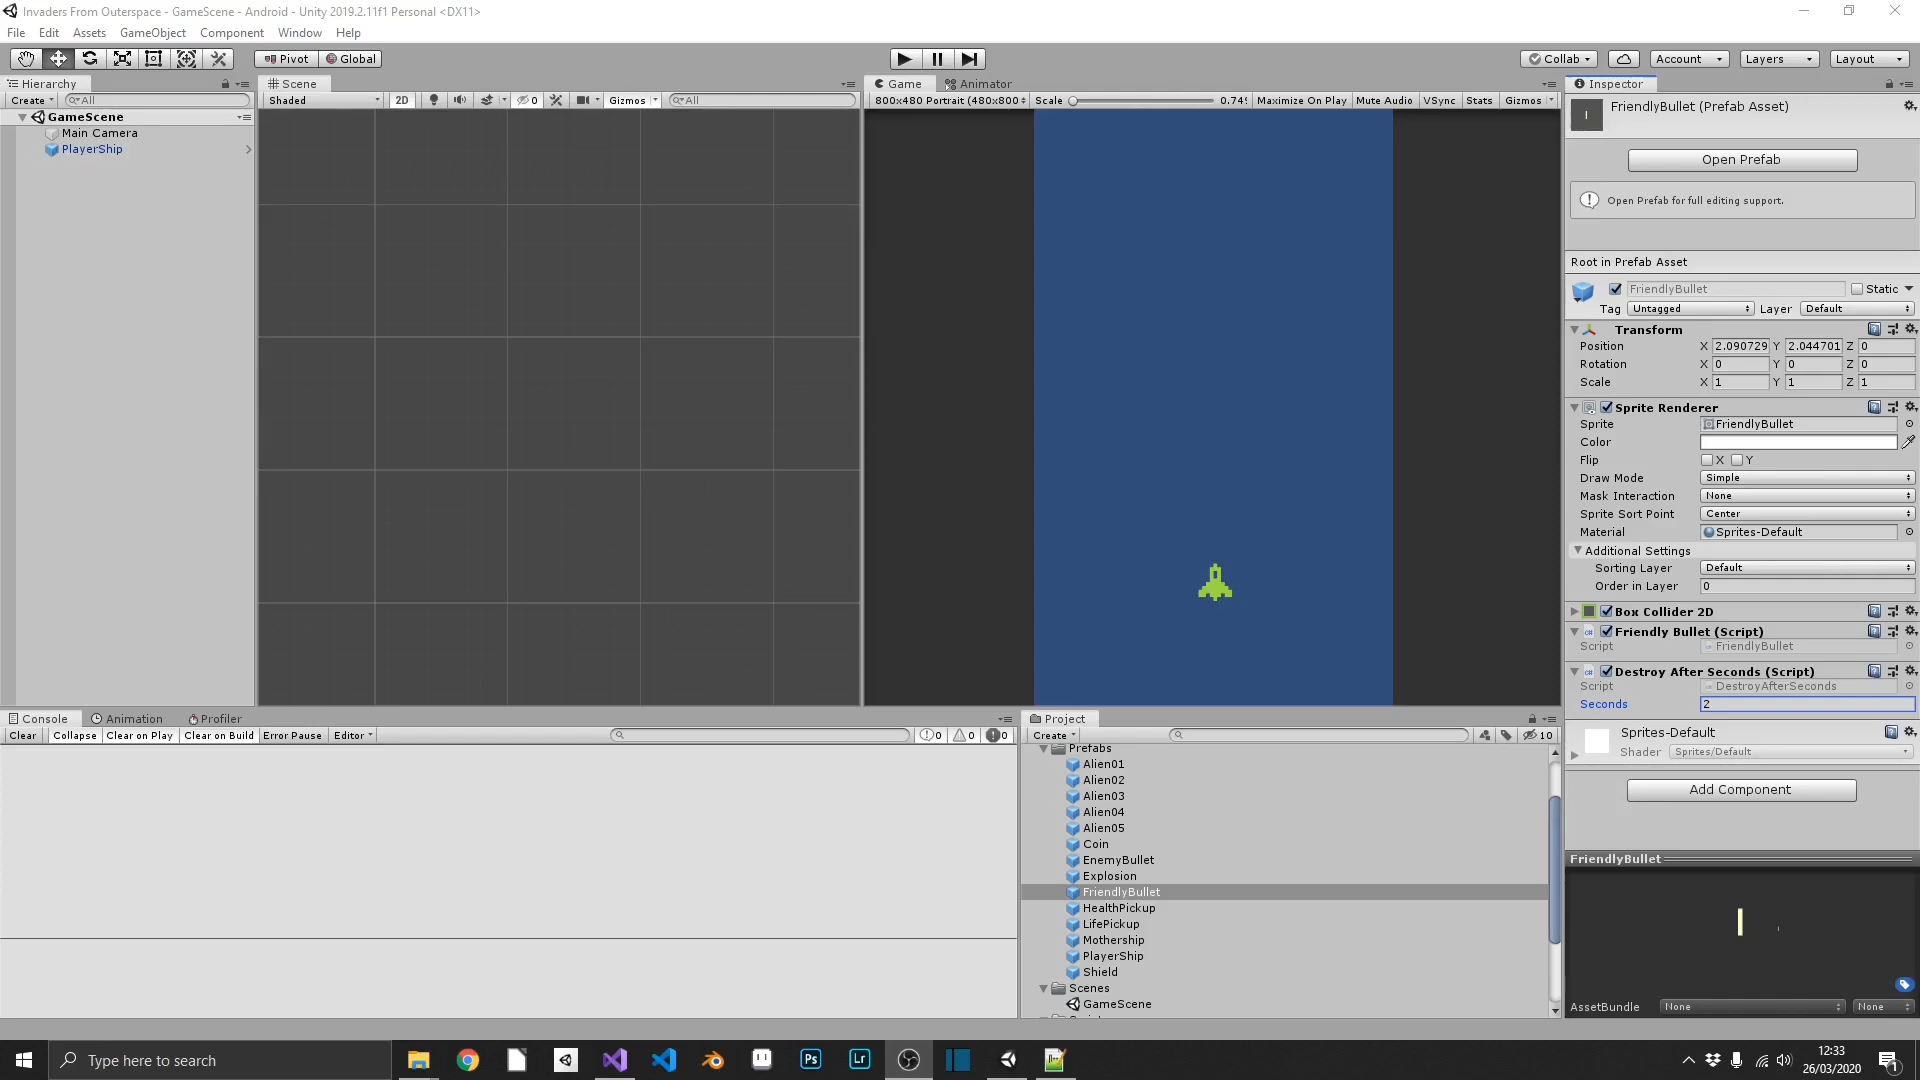 Invaders From Outerspace - GameScene - Android - Unity 2019.2.11f1 Personal <DX11>
File Edit Assets GameObject Component Window Help
Pivot Global Collab Account Layers Layout
Hierarchy Scene Game Animator Inspector
Create All Shaded 2D 0 Gizmos All 800x480 Portrait (480x800 Scale 0.74 Maximize On Play Mute Audio VSync Stats Gizmos
FriendlyBullet (Prefab Asset)
GameScene
Main Camera
PlayerShip
Open Prefab
Open Prefab for full editing support.
Root in Prefab Asset
FriendlyBullet Static
Tag Untagged Layer Default
Transform
Position X 2.090729 Y 2.044701 Z 0
Rotation X 0 Y 0 Z 0
Scale X 1 Y 1 Z 1
Sprite Renderer
Sprite FriendlyBullet
Color
Flip X Y
Draw Mode Simple
Mask Interaction None
Sprite Sort Point Center
Material Sprites-Default
Additional Settings
Sorting Layer Default
Order in Layer 0
Box Collider 2D
Friendly Bullet (Script)
Script FriendlyBullet
Destroy After Seconds (Script)
Script DestroyAfterSeconds
Seconds 2
Sprites-Default
Shader Sprites/Default
Add Component
FriendlyBullet
AssetBundle None None
Console Animation Profiler
Clear Collapse Clear on Play Clear on Build Error Pause Editor 0 0 0
Project
Create 10
Prefabs
Alien01
Alien02
Alien03
Alien04
Alien05
Coin
EnemyBullet
Explosion
FriendlyBullet
HealthPickup
LifePickup
Mothership
PlayerShip
Shield
Scenes
GameScene
Type here to search
Ps Lr
12:33
26/03/2020
1